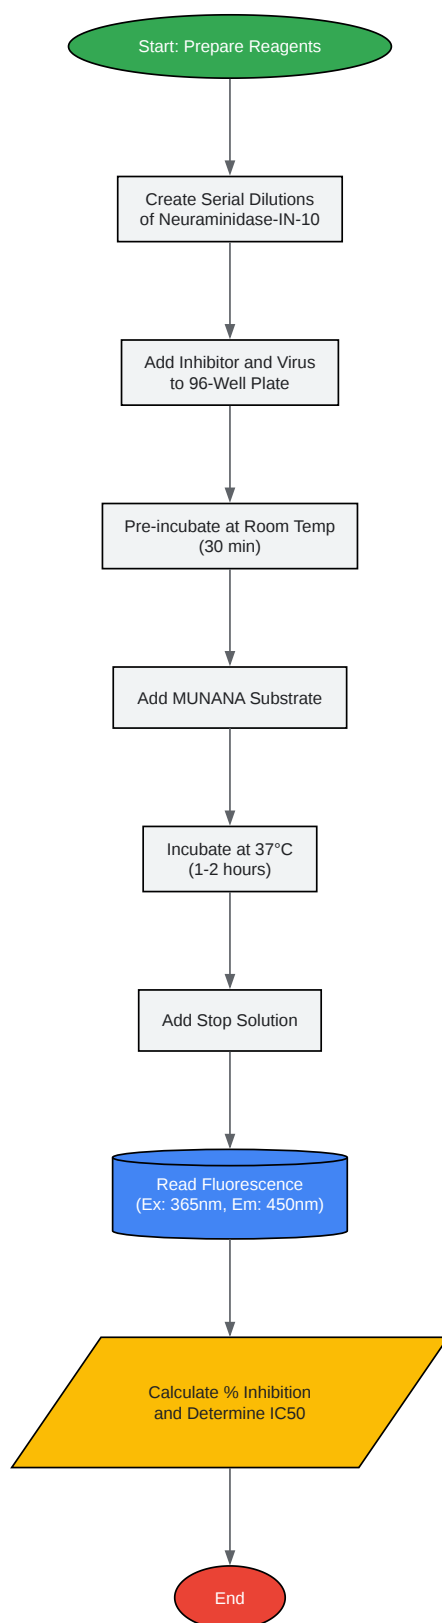 Start: Prepare Reagents
Create Serial Dilutions
of Neuraminidase-IN-10
Add Inhibitor and Virus
to 96-Well Plate
Pre-incubate at Room Temp
(30 min)
Add MUNANA Substrate
Incubate at 37°C
(1-2 hours)
Add Stop Solution
Read Fluorescence
(Ex: 365nm, Em: 450nm)
Calculate % Inhibition
and Determine IC50
End